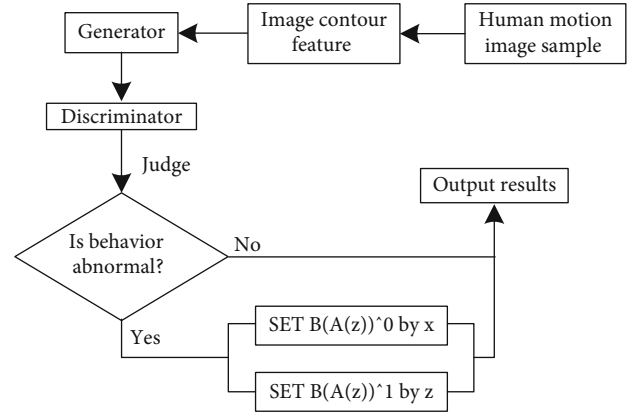 Generator
Image contour
feature
Human motion
image sample
Discriminator
Judge
Output results
Is behavior
abnormal?
No
Yes
SET B(A(z))^0 by x
SET B(A(z))^1 by z